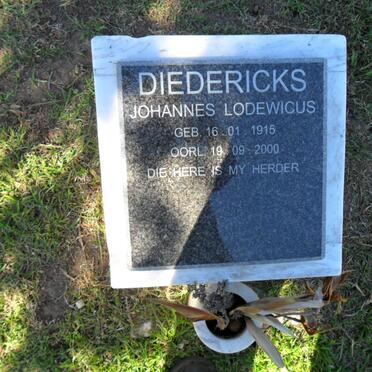 DIEDERICKS
JOHANNES LODEWICUS
GEB 16 01 1915
OORL 19 09 2000
DIE HERE IS MY HERDER